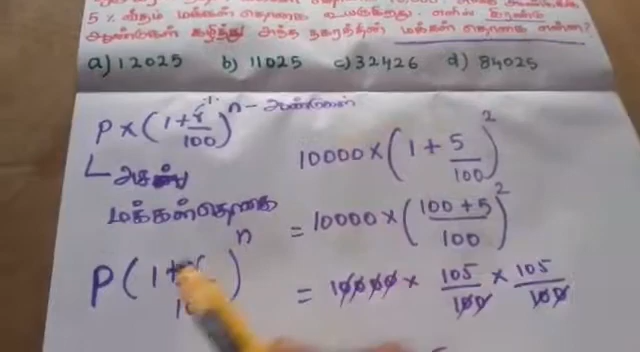 5 % வீதம் மக்கள் தொகை உயருகிறது. எனில் இரண்டு
ஆண்டுகள் கழித்து அந்த நகரத்தின் மக்கள் தொகை என்ன?
a) 12025 b) 11025 c) 32426 d) 84025
P × (1 + r/100)^n - ஆண்டுகள்
மக்கள்தொகை
P (1 + )^n
10000 × (1 + 5/100)^2
= 10000 × (100 + 5/100)^2
= 10000 × 105/100 × 105/100